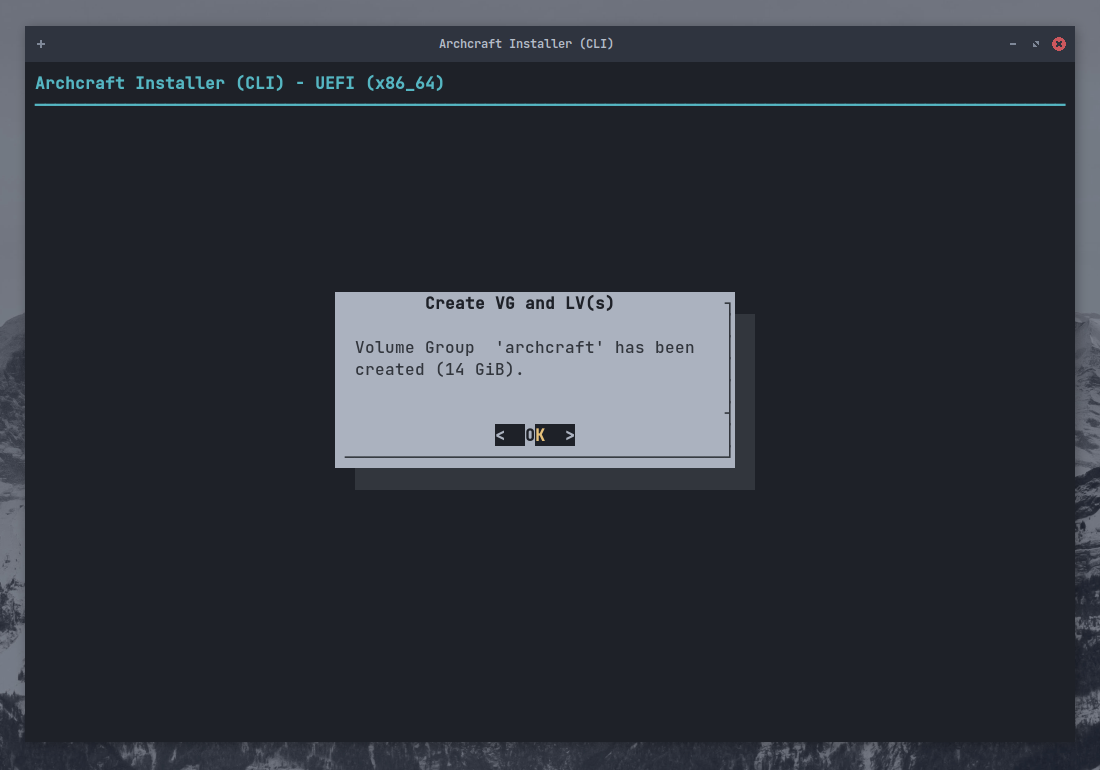 Archcraft Installer (CLI)
Archcraft Installer (CLI) - UEFI (x86_64)
Create VG and LV(s)
Volume Group  'archcraft' has been
created (14 GiB).
<  OK  >